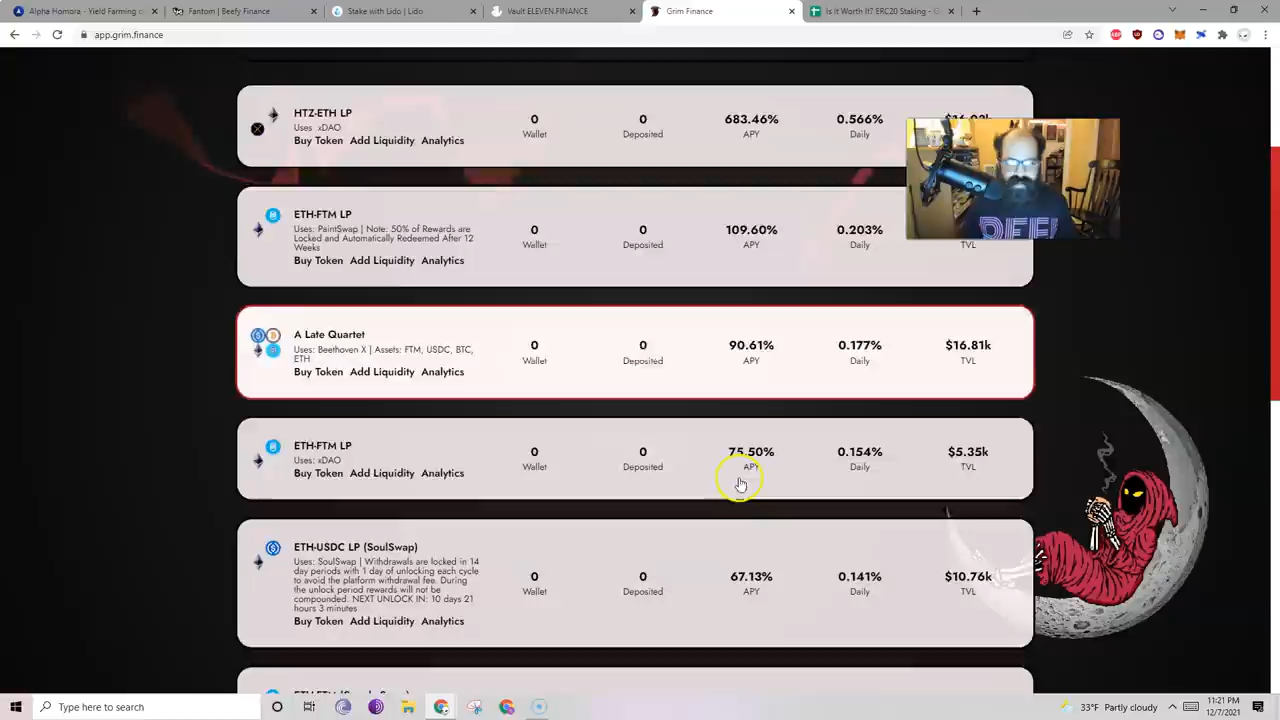 Alpha Homora – Yield Farming c
Fantom | Beefy Finance
Stake with Lido | Lido
Vault ELEVEN.FINANCE
Grim Finance
Is It Worth It? ERC20 Staking - G
app.grim.finance
HTZ-ETH LP
Uses: xDAO
Buy Token Add Liquidity Analytics
0
Wallet
0
Deposited
683.46%
APY
0.566%
Daily
ETH-FTM LP
Uses: PaintSwap | Note: 50% of Rewards are
Locked and Automatically Redeemed After 12
Weeks
Buy Token Add Liquidity Analytics
0
Wallet
0
Deposited
109.60%
APY
0.203%
Daily
TVL
A Late Quartet
Uses: Beethoven X | Assets: FTM, USDC, BTC,
ETH
Buy Token Add Liquidity Analytics
0
Wallet
0
Deposited
90.61%
APY
0.177%
Daily
$16.81k
TVL
ETH-FTM LP
Uses: xDAO
Buy Token Add Liquidity Analytics
0
Wallet
0
Deposited
75.50%
APY
0.154%
Daily
$5.35k
TVL
ETH-USDC LP (SoulSwap)
Uses: SoulSwap | Withdrawals are locked in 14
day periods with 1 day of unlocking each cycle
to avoid the platform withdrawal fee. During
the unlock period rewards will not be
compounded. NEXT UNLOCK IN: 10 days 21
hours 3 minutes
Buy Token Add Liquidity Analytics
0
Wallet
0
Deposited
67.13%
APY
0.141%
Daily
$10.76k
TVL
Type here to search
33°F Partly cloudy
11:21 PM
12/7/2021